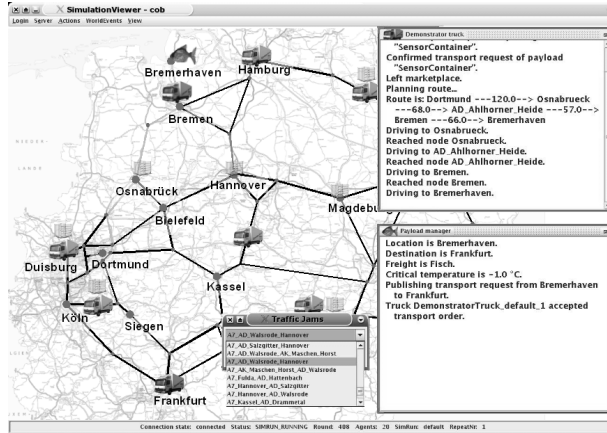 SimulationViewer - cob
Login Server Actions WorldEvents View
Bremerhaven
Hamburg
Bremen
Osnabrück
Hannover
Magdebu
Bielefeld
Duisburg
Dortmund
Kassel
Köln
Siegen
Frankfurt
Demonstrator truck
"SensorContainer".
Confirmed transport request of payload
"SensorContainer".
Left marketplace.
Planning route...
Route is: Dortmund ---120.0--> Osnabrueck
---68.0--> AD_Ahlhorner_Heide ---57.0-->
Bremen ---66.0--> Bremerhaven
Driving to Osnabrueck.
Reached node Osnabrueck.
Driving to AD_Ahlhorner_Heide.
Reached node AD_Ahlhorner_Heide.
Driving to Bremen.
Reached node Bremen.
Driving to Bremerhaven.
Payload manager
Location is Bremerhaven.
Destination is Frankfurt.
Freight is Fisch.
Critical temperature is -1.0 °C.
Publishing transport request from Bremerhaven
to Frankfurt.
Truck DemonstratorTruck_default_1 accepted
transport order.
Traffic Jams
A7_AD_Walsrode_Hannover
A7_AD_Salzgitter_Hannover
A7_AD_Walsrode_AK_Maschen_Horst
A7_AD_Walsrode_Hannover
A7_AK_Maschen_Horst_AD_Walsrode
A7_Fulda_AD_Hattenbach
A7_Hannover_AD_Salzgitter
A7_Hannover_AD_Walsrode
A7_Kassel_AD_Drammetal
Connection state: connected Status: SIMRUN_RUNNING Round: 486 Agents: 20 SimRun: default RepeatNr: 1